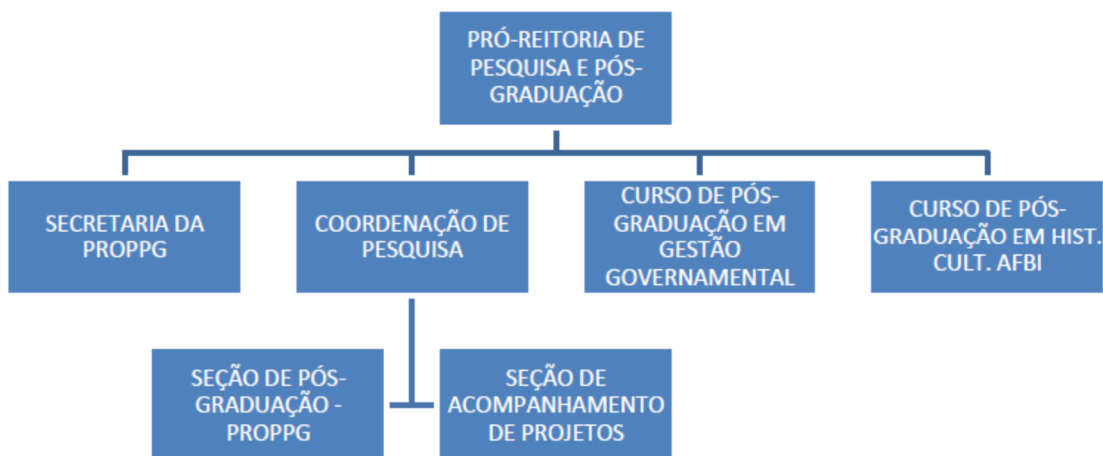 PRÓ-REITORIA DE
PESQUISA E PÓS-
GRADUAÇÃO
SECRETARIA DA
PROPPG
COORDENAÇÃO DE
PESQUISA
CURSO DE PÓS-
GRADUAÇÃO EM
GESTÃO
GOVERNAMENTAL
CURSO DE PÓS-
GRADUAÇÃO EM HIST.
CULT. AFBI
SEÇÃO DE PÓS-
GRADUAÇÃO -
PROPPG
SEÇÃO DE
ACOMPANHAMENTO
DE PROJETOS